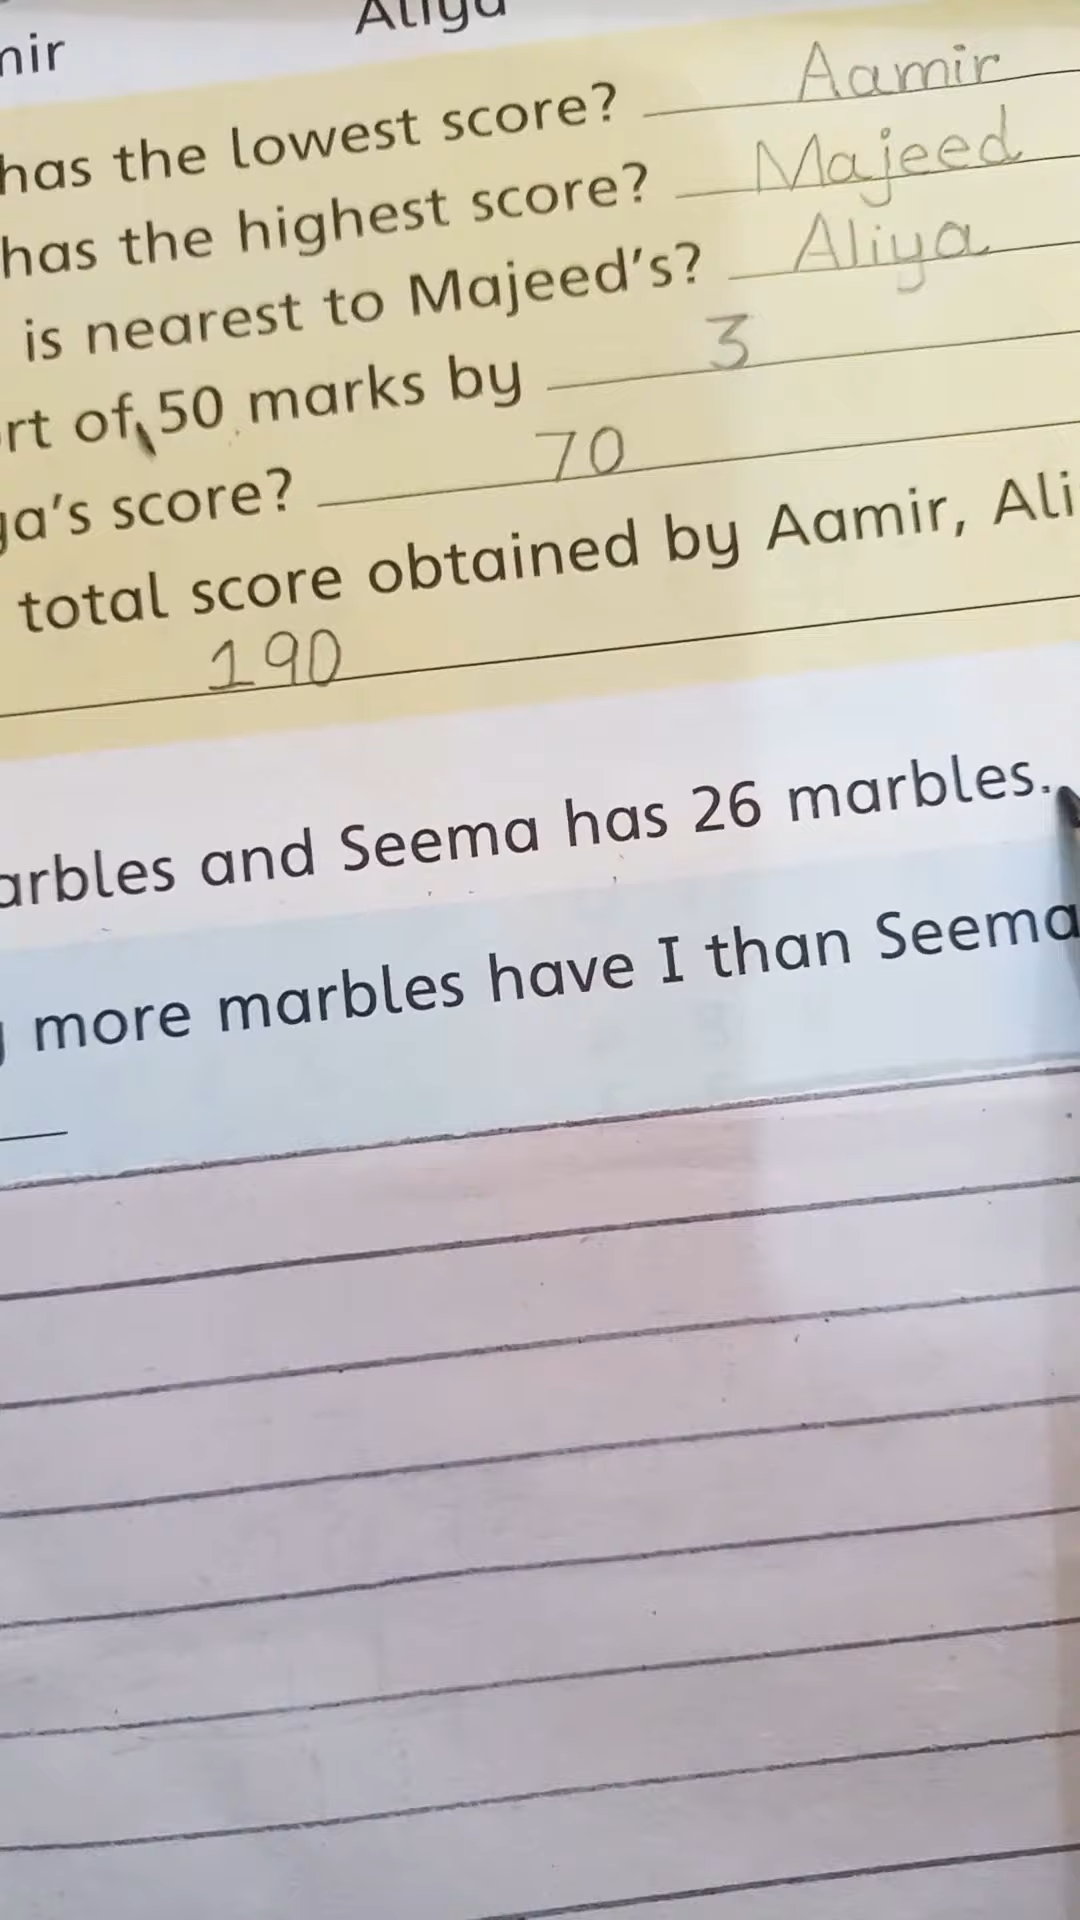 Aliya
mir
has the lowest score? Aamir
has the highest score? Majeed
is nearest to Majeed's? Aliya
rt of 50 marks by 3
ya's score? 70
total score obtained by Aamir, Ali
190
arbles and Seema has 26 marbles.
more marbles have I than Seema